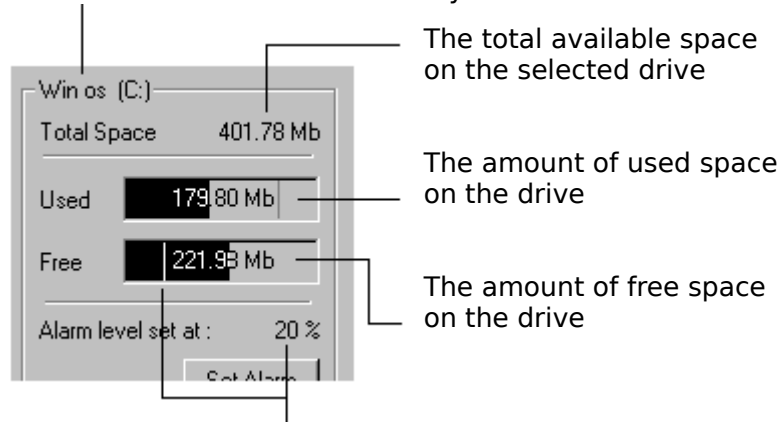 The total available space
on the selected drive
Win os (C:)
Total Space 401.78 Mb
The amount of used space
on the drive
Used 179.80 Mb
Free 221.98 Mb
The amount of free space
on the drive
Alarm level set at : 20 %
Set Alarm